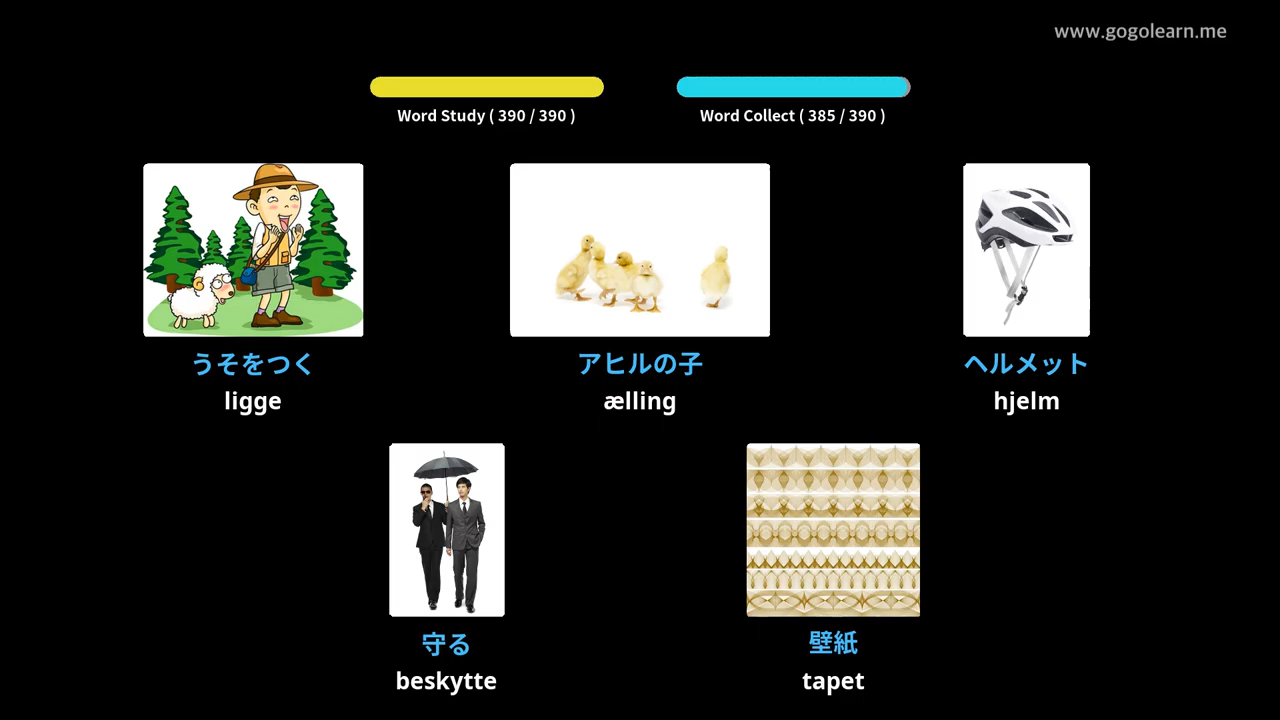 www.gogolearn.me
Word Study ( 390 / 390 )
Word Collect ( 385 / 390 )
うそをつく
ligge
アヒルの子
ælling
ヘルメット
hjelm
守る
beskytte
壁紙
tapet